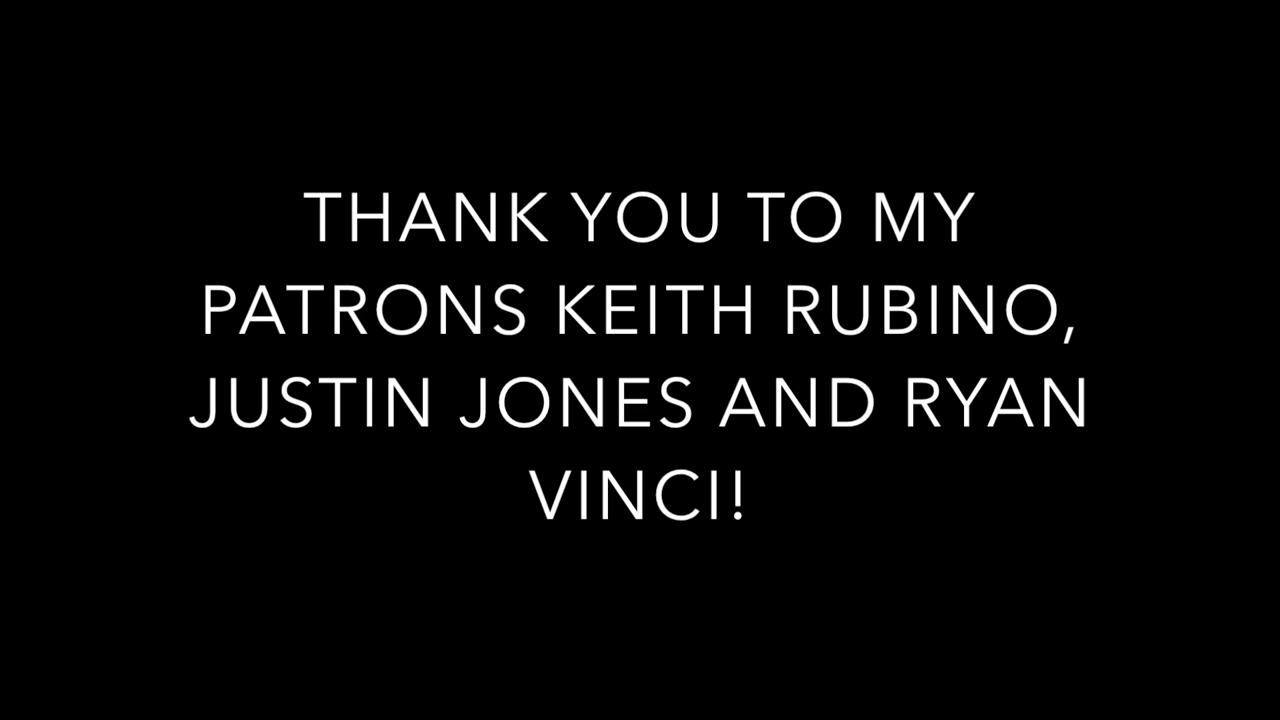 THANK YOU TO MY
PATRONS KEITH RUBINO,
JUSTIN JONES AND RYAN
VINCI!